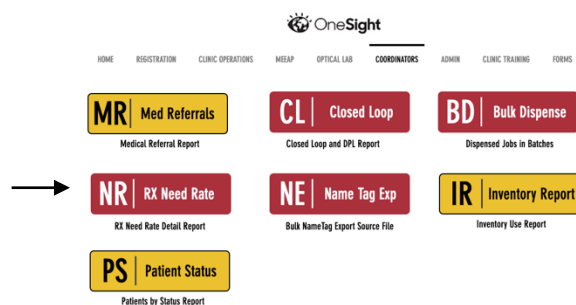 OneSight
HOME REGISTRATION CLINIC OPERATIONS MEEAP OPTICAL LAB COORDINATORS ADMIN CLINIC TRAINING FORMS
MR Med Referrals
Medical Referral Report
CL Closed Loop
Closed Loop and DPL Report
BD Bulk Dispense
Dispensed Jobs in Batches
NR RX Need Rate
RX Need Rate Detail Report
NE Name Tag Exp
Bulk NameTag Export Source File
IR Inventory Report
Inventory Use Report
PS Patient Status
Patients by Status Report